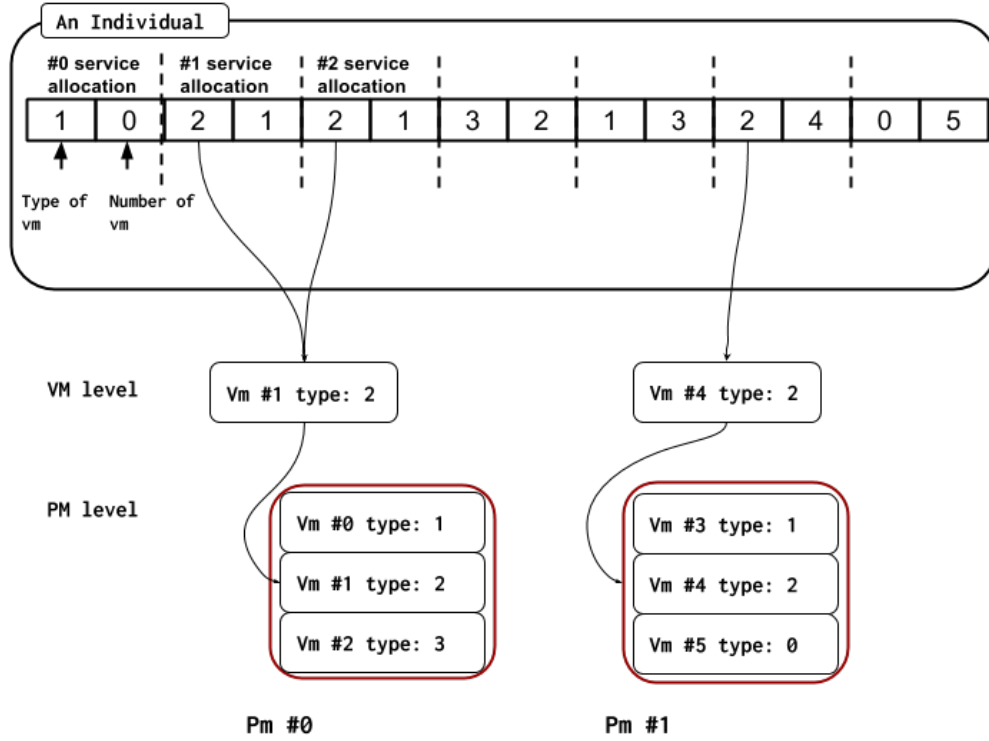 An Individual
#0 service
allocation
#1 service
allocation
#2 service
allocation
1 0 2 1 2 1 3 2 1 3 2 4 0 5
Type of
vm
Number of
vm
VM level
Vm #1 type: 2
Vm #4 type: 2
PM level
Vm #0 type: 1
Vm #1 type: 2
Vm #2 type: 3
Vm #3 type: 1
Vm #4 type: 2
Vm #5 type: 0
Pm #0
Pm #1